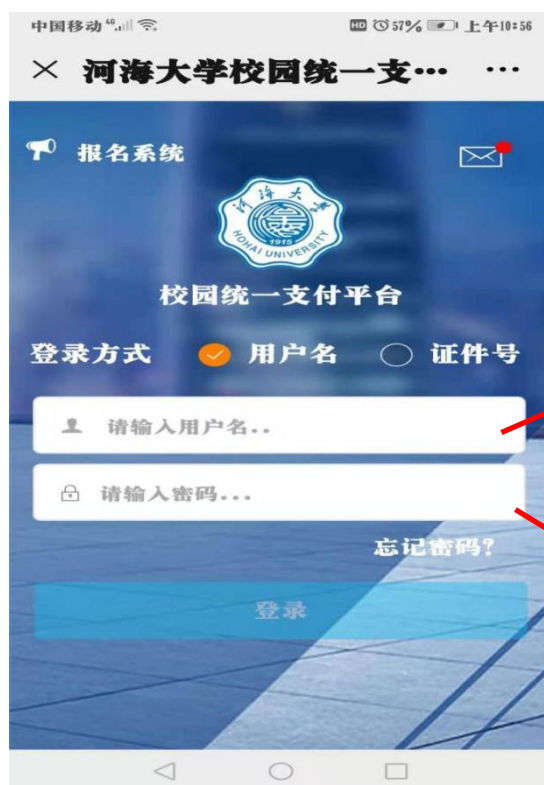 中国移动 46 HD 57% 上午10:56
河海大学校园统一支… …
报名系统
河海大学
HOHAI UNIVERSITY
1915
校园统一支付平台
登录方式 用户名 证件号
请输入用户名..
请输入密码...
忘记密码?
登录